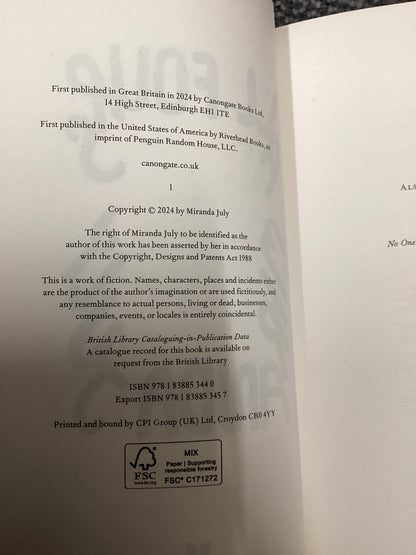 First published in Great Britain in 2024 by Canongate Books Ltd,
14 High Street, Edinburgh EH1 1TE
First published in the United States of America by Riverhead Books, an
imprint of Penguin Random House, LLC.
canongate.co.uk
1
Copyright © 2024 by Miranda July
The right of Miranda July to be identified as the
author of this work has been asserted by her in accordance
with the Copyright, Designs and Patents Act 1988
This is a work of fiction. Names, characters, places and incidents either
are the product of the author's imagination or are used fictitiously, and
any resemblance to actual persons, living or dead, businesses,
companies, events, or locales is entirely coincidental.
British Library Cataloguing-in-Publication Data
A catalogue record for this book is available on
request from the British Library
ISBN 978 1 83885 344 0
Export ISBN 978 1 83885 345 7
Printed and bound by CPI Group (UK) Ltd, Croydon CR0 4YY
FSC
www.fsc.org
MIX
Paper | Supporting
responsible forestry
FSC® C171272
ALS
No One